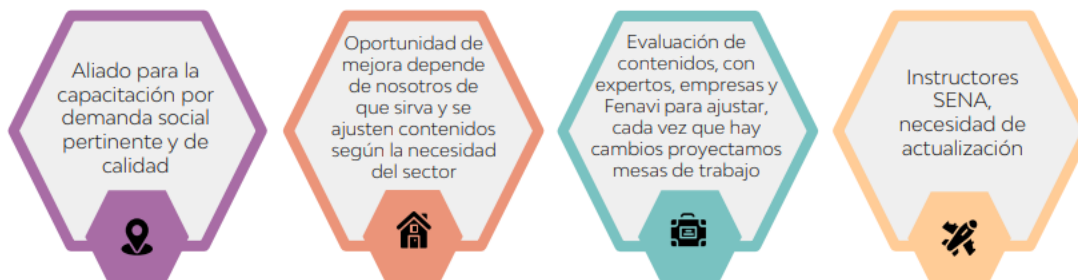 Aliado para la
capacitación por
demanda social
pertinente y de
calidad
Oportunidad de
mejora depende
de nosotros de
que sirva y se
ajusten contenidos
según la necesidad
del sector
Evaluación de
contenidos, con
expertos, empresas y
Fenavi para ajustar,
cada vez que hay
cambios proyectamos
mesas de trabajo
Instructores
SENA,
necesidad de
actualización